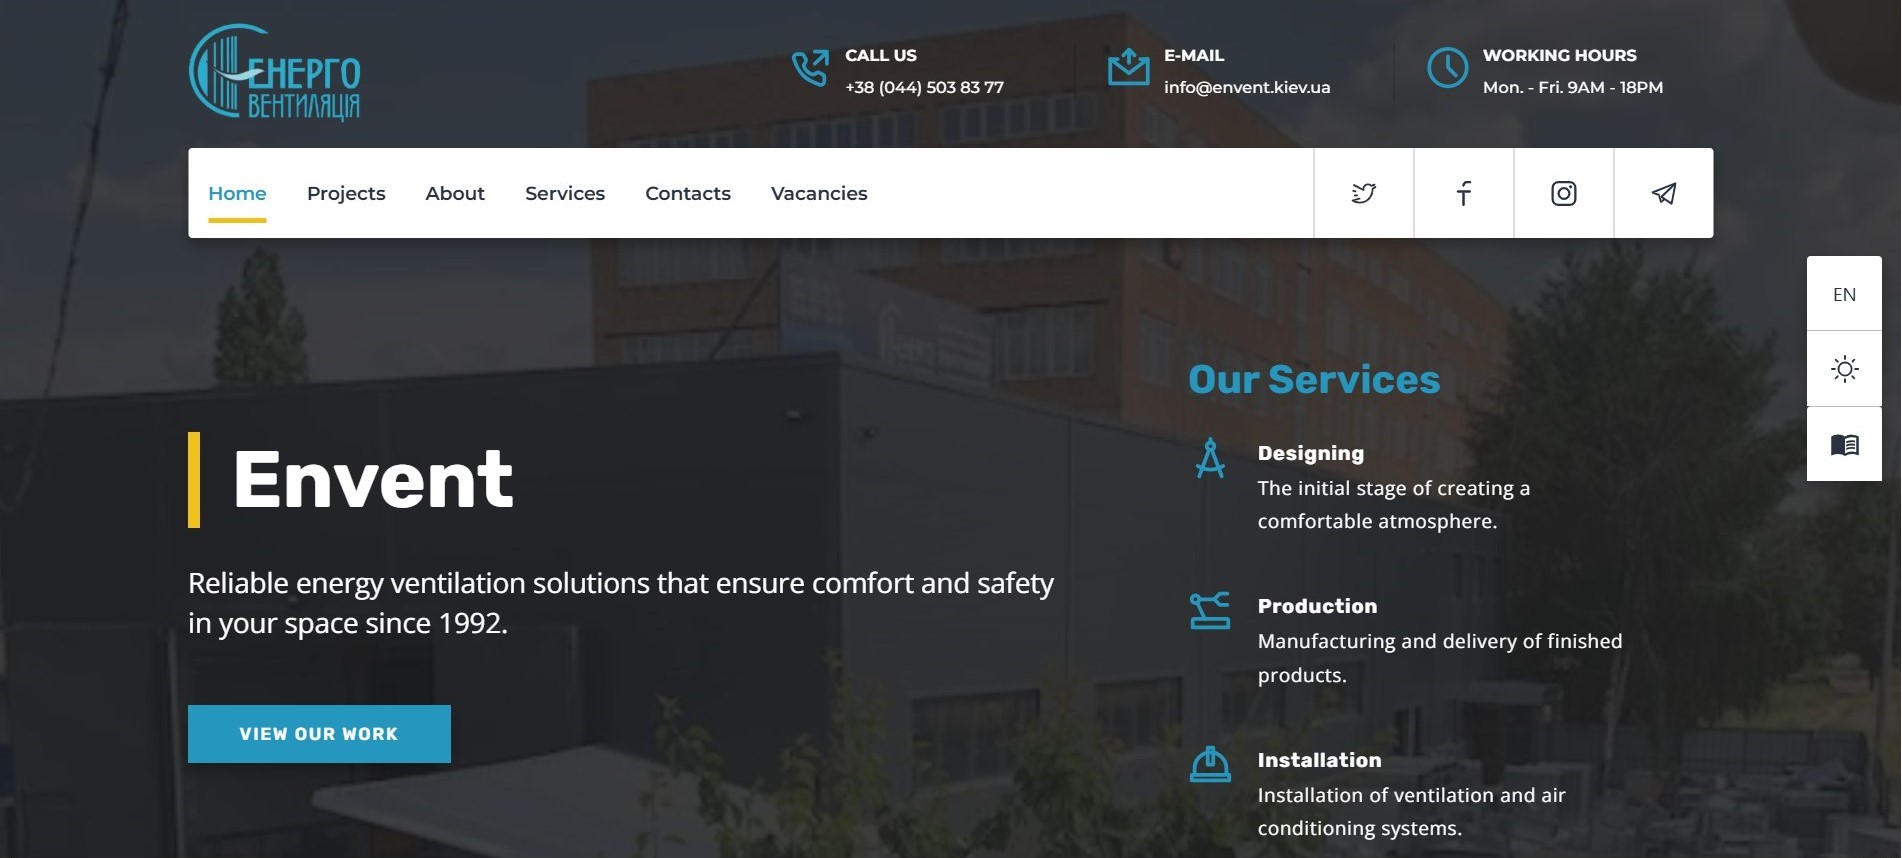 ЕНЕРГО
ВЕНТИЛЯЦІЯ
CALL US
+38 (044) 503 83 77
E-MAIL
info@envent.kiev.ua
WORKING HOURS
Mon. - Fri. 9AM - 18PM
Home
Projects
About
Services
Contacts
Vacancies
EN
Envent
Reliable energy ventilation solutions that ensure comfort and safety
in your space since 1992.
VIEW OUR WORK
Our Services
Designing
The initial stage of creating a
comfortable atmosphere.
Production
Manufacturing and delivery of finished
products.
Installation
Installation of ventilation and air
conditioning systems.